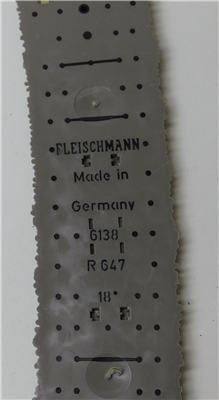 FLEISCHMANN
Made in
Germany
6138
R 647
18°